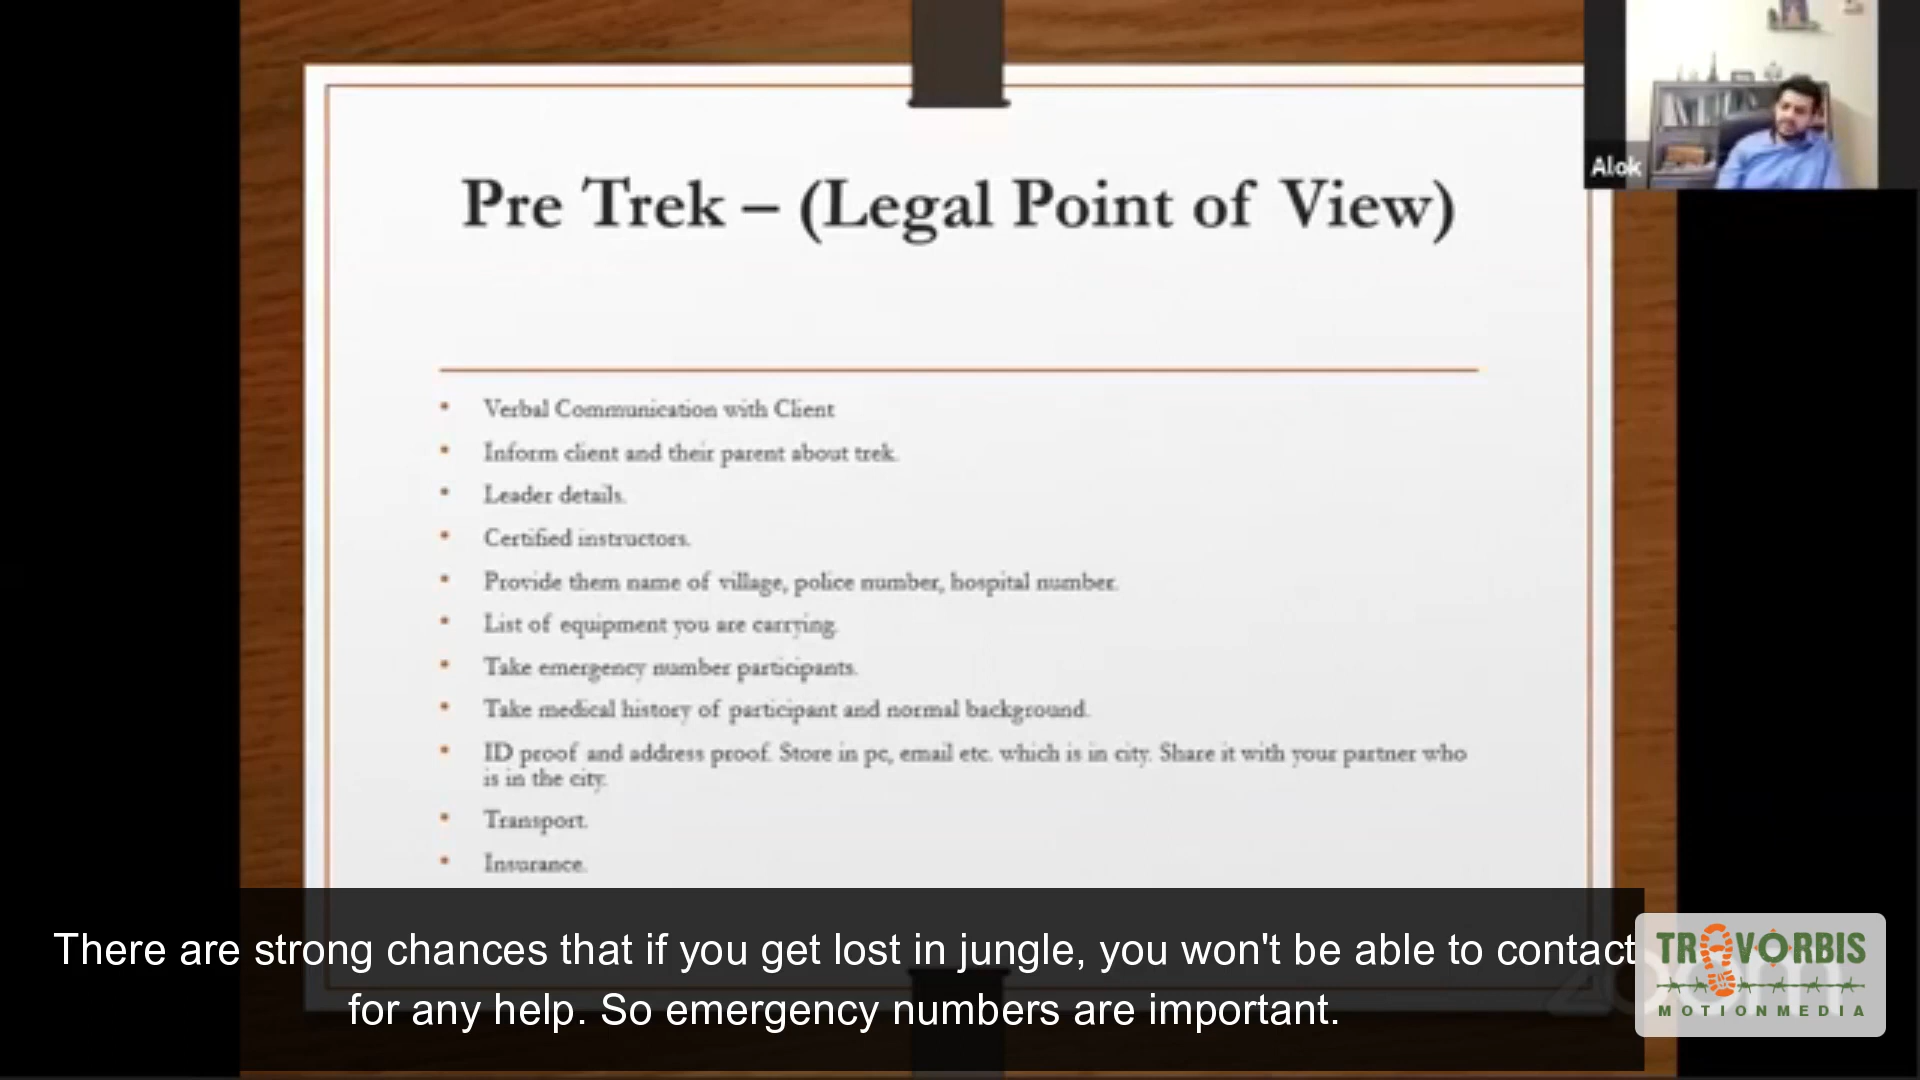 Pre Trek – (Legal Point of View)
Alok
• Verbal Communication with Client
• Inform client and their parent about trek.
• Leader details.
• Certified instructors.
• Provide them name of village, police number, hospital number.
• List of equipment you are carrying.
• Take emergency number participants.
• Take medical history of participant and normal background.
• ID proof and address proof. Store in pc, email etc. which is in city. Share it with your partner who
is in the city.
• Transport.
• Insurance.
There are strong chances that if you get lost in jungle, you won't be able to contact
for any help. So emergency numbers are important.
TRAVORBIS
MOTIONMEDIA